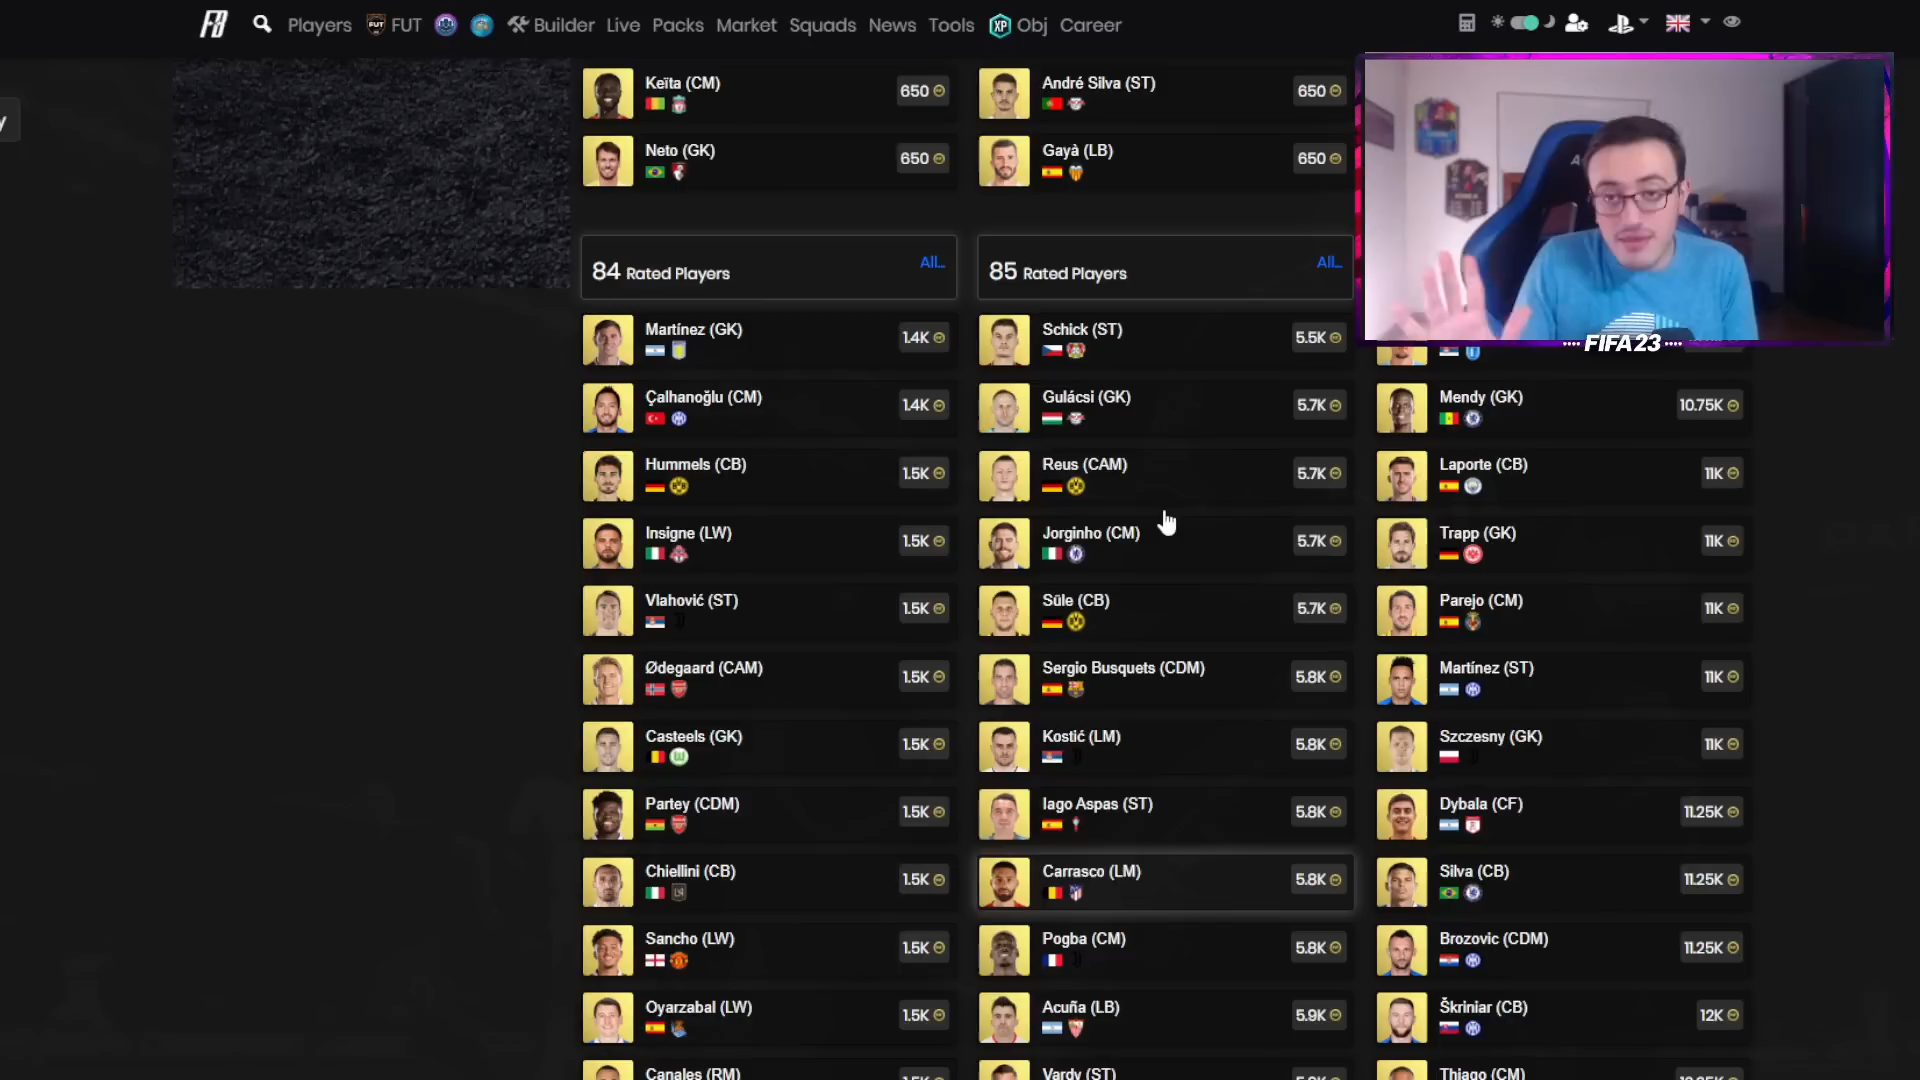 Players FUT Builder Live Packs Market Squads News Tools XP Obj Career
y
Keïta (CM) 650
André Silva (ST) 650
Neto (GK) 650
Gayà (LB) 650
FIFA 23
84 Rated Players All...
85 Rated Players All...
Martínez (GK) 1.4K
Schick (ST) 5.5K
Çalhanoğlu (CM) 1.4K
Gulácsi (GK) 5.7K
Mendy (GK) 10.75K
Hummels (CB) 1.5K
Reus (CAM) 5.7K
Laporte (CB) 11K
Insigne (LW) 1.5K
Jorginho (CM) 5.7K
Trapp (GK) 11K
Vlahović (ST) 1.5K
Süle (CB) 5.7K
Parejo (CM) 11K
Ødegaard (CAM) 1.5K
Sergio Busquets (CDM) 5.8K
Martínez (ST) 11K
Casteels (GK) 1.5K
Kostić (LM) 5.8K
Szczesny (GK) 11K
Partey (CDM) 1.5K
Iago Aspas (ST) 5.8K
Dybala (CF) 11.25K
Chiellini (CB) 1.5K
Carrasco (LM) 5.8K
Silva (CB) 11.25K
Sancho (LW) 1.5K
Pogba (CM) 5.8K
Brozovic (CDM) 11.25K
Oyarzabal (LW) 1.5K
Acuña (LB) 5.9K
Škriniar (CB) 12K
Canales (RM)
Vardy (ST)
Thiago (CM)